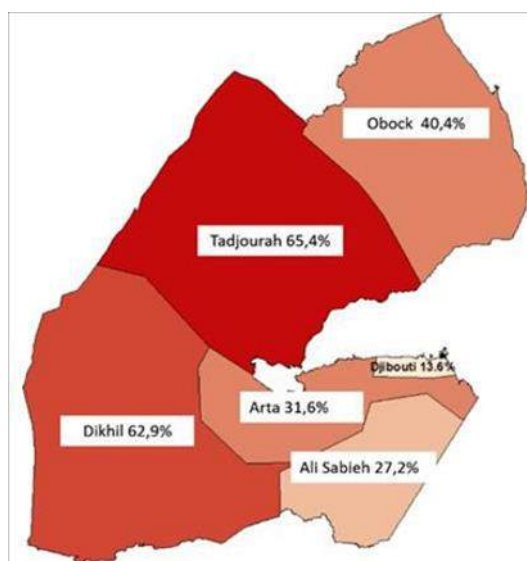 Obock 40,4%
Tadjourah 65,4%
Djibouti 13.6%
Arta 31,6%
Dikhil 62,9%
Ali Sabieh 27,2%